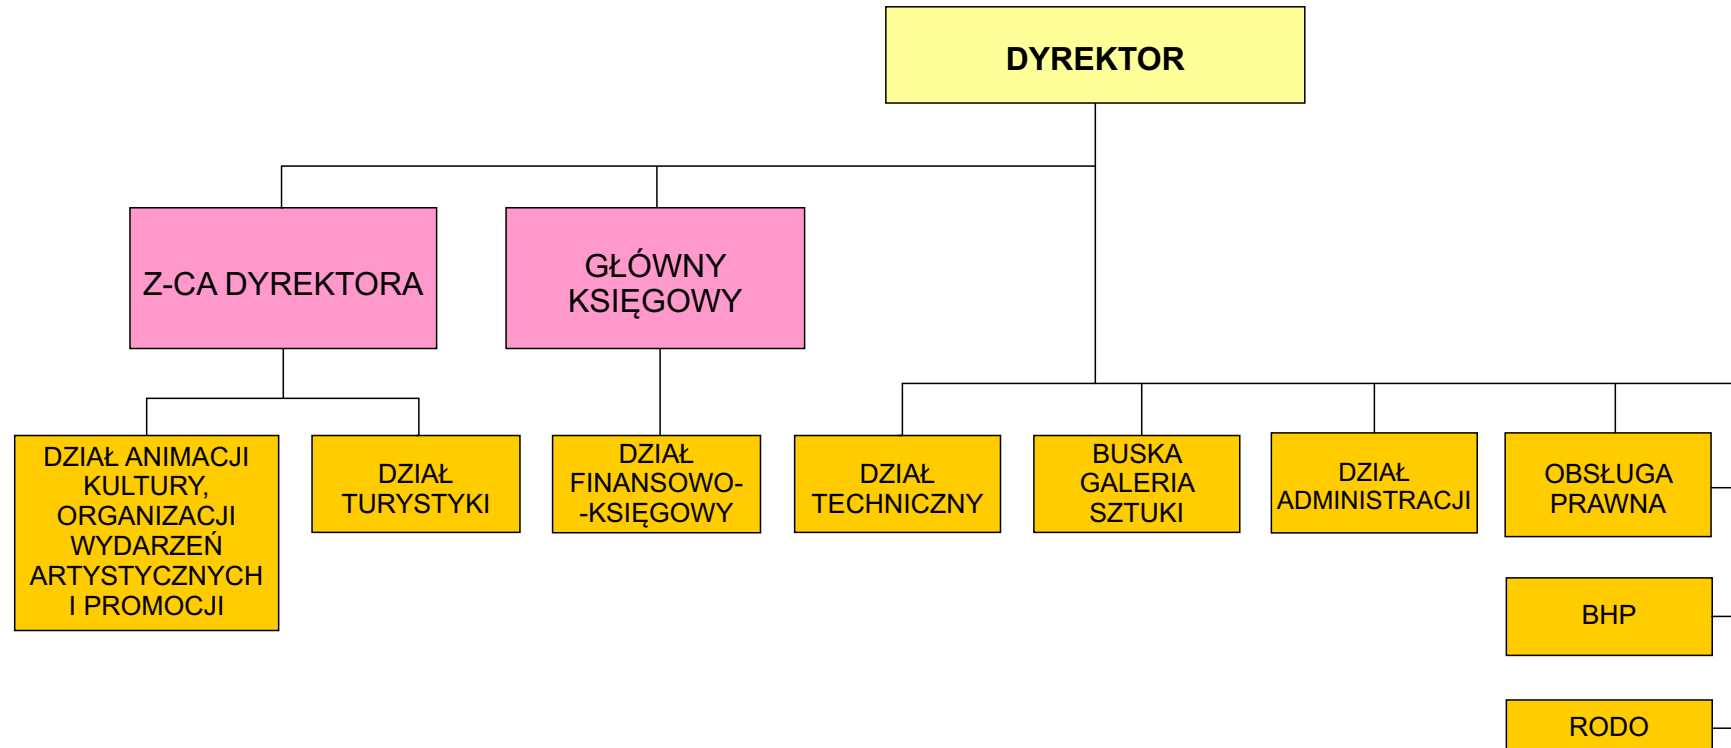 DYREKTOR
Z-CA DYREKTORA
GŁÓWNY
KSIĘGOWY
DZIAŁ ANIMACJI
KULTURY,
ORGANIZACJI
WYDARZEŃ
ARTYSTYCZNYCH
I PROMOCJI
DZIAŁ
TURYSTYKI
DZIAŁ
FINANSOWO-
-KSIĘGOWY
DZIAŁ
TECHNICZNY
BUSKA
GALERIA
SZTUKI
DZIAŁ
ADMINISTRACJI
OBSŁUGA
PRAWNA
BHP
RODO